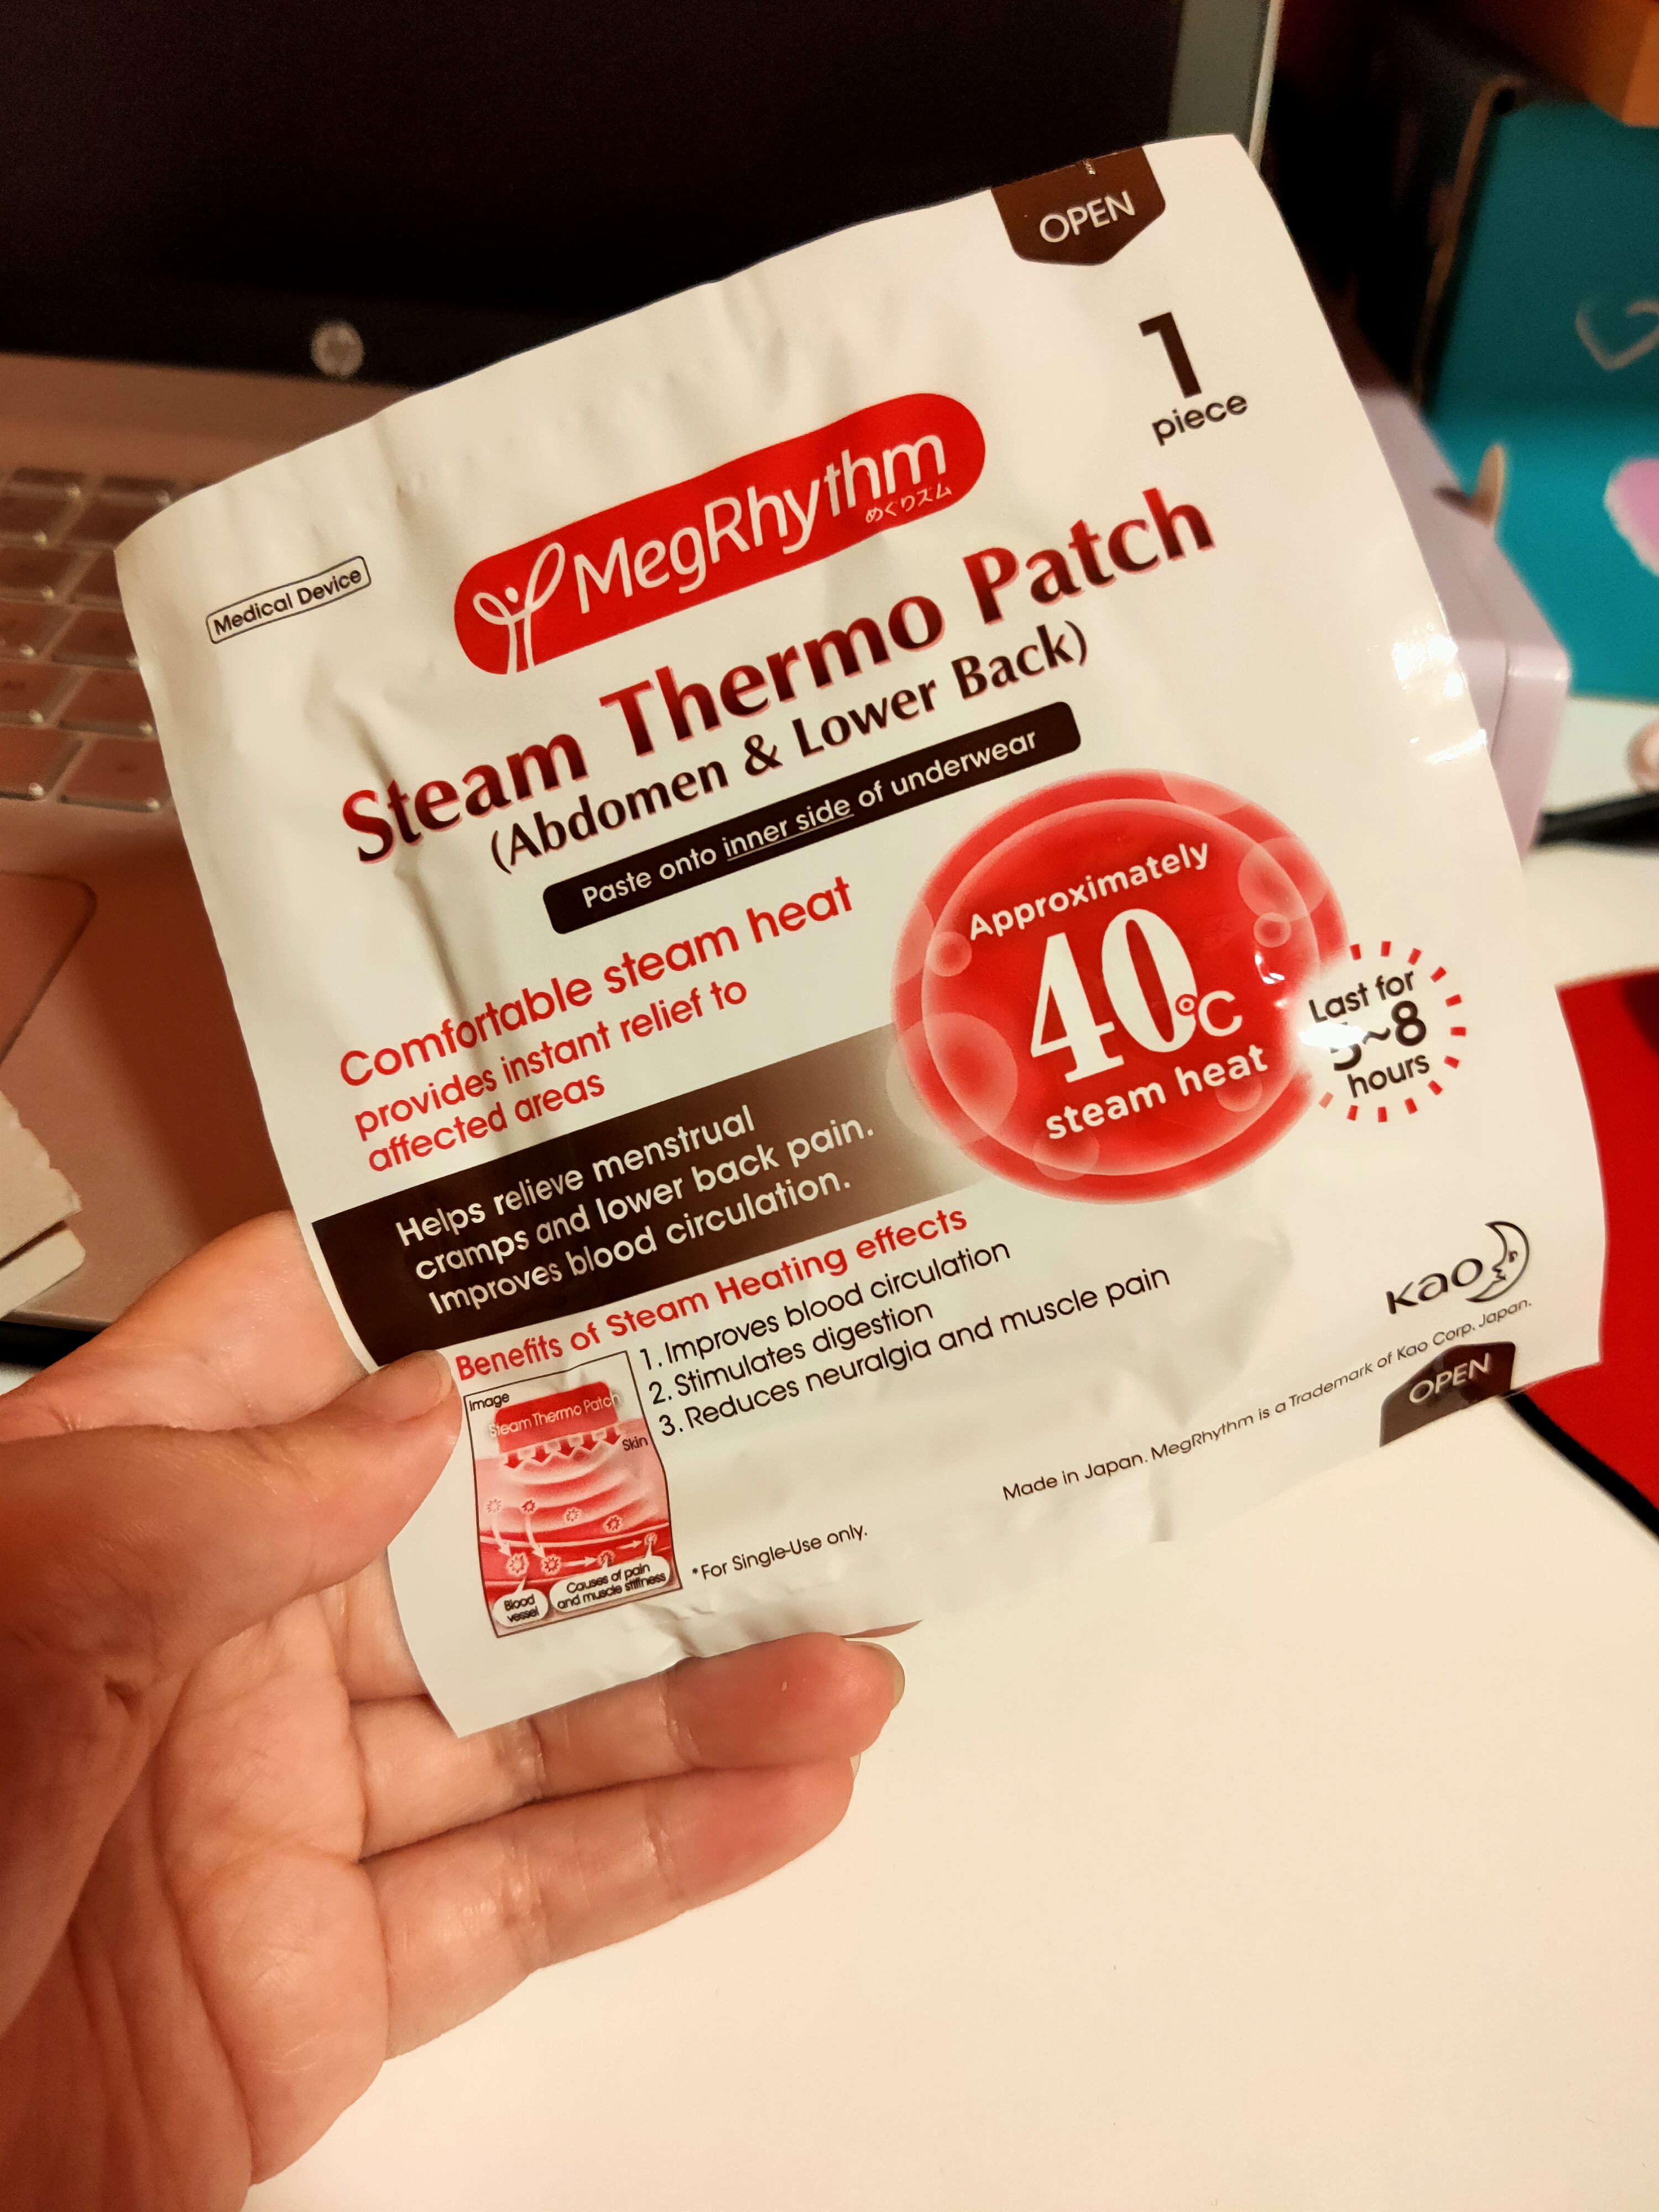 OPEN
1
piece
Medical Device
MegRhythm
めぐりズム
Steam Thermo Patch
(Abdomen & Lower Back)
Paste onto inner side of underwear
Comfortable steam heat
provides instant relief to
affected areas
Approximately
40°C
steam heat
Last for
~8
hours
Helps relieve menstrual
cramps and lower back pain.
Improves blood circulation.
Benefits of Steam Heating effects
1. Improves blood circulation
2. Stimulates digestion
3. Reduces neuralgia and muscle pain
Image
Steam Thermo Patch
Skin
Blood
vessel
Causes of pain
and muscle stiffness
*For Single-Use only.
Kao
Made in Japan. MegRhythm is a Trademark of Kao Corp. Japan.
OPEN
hp